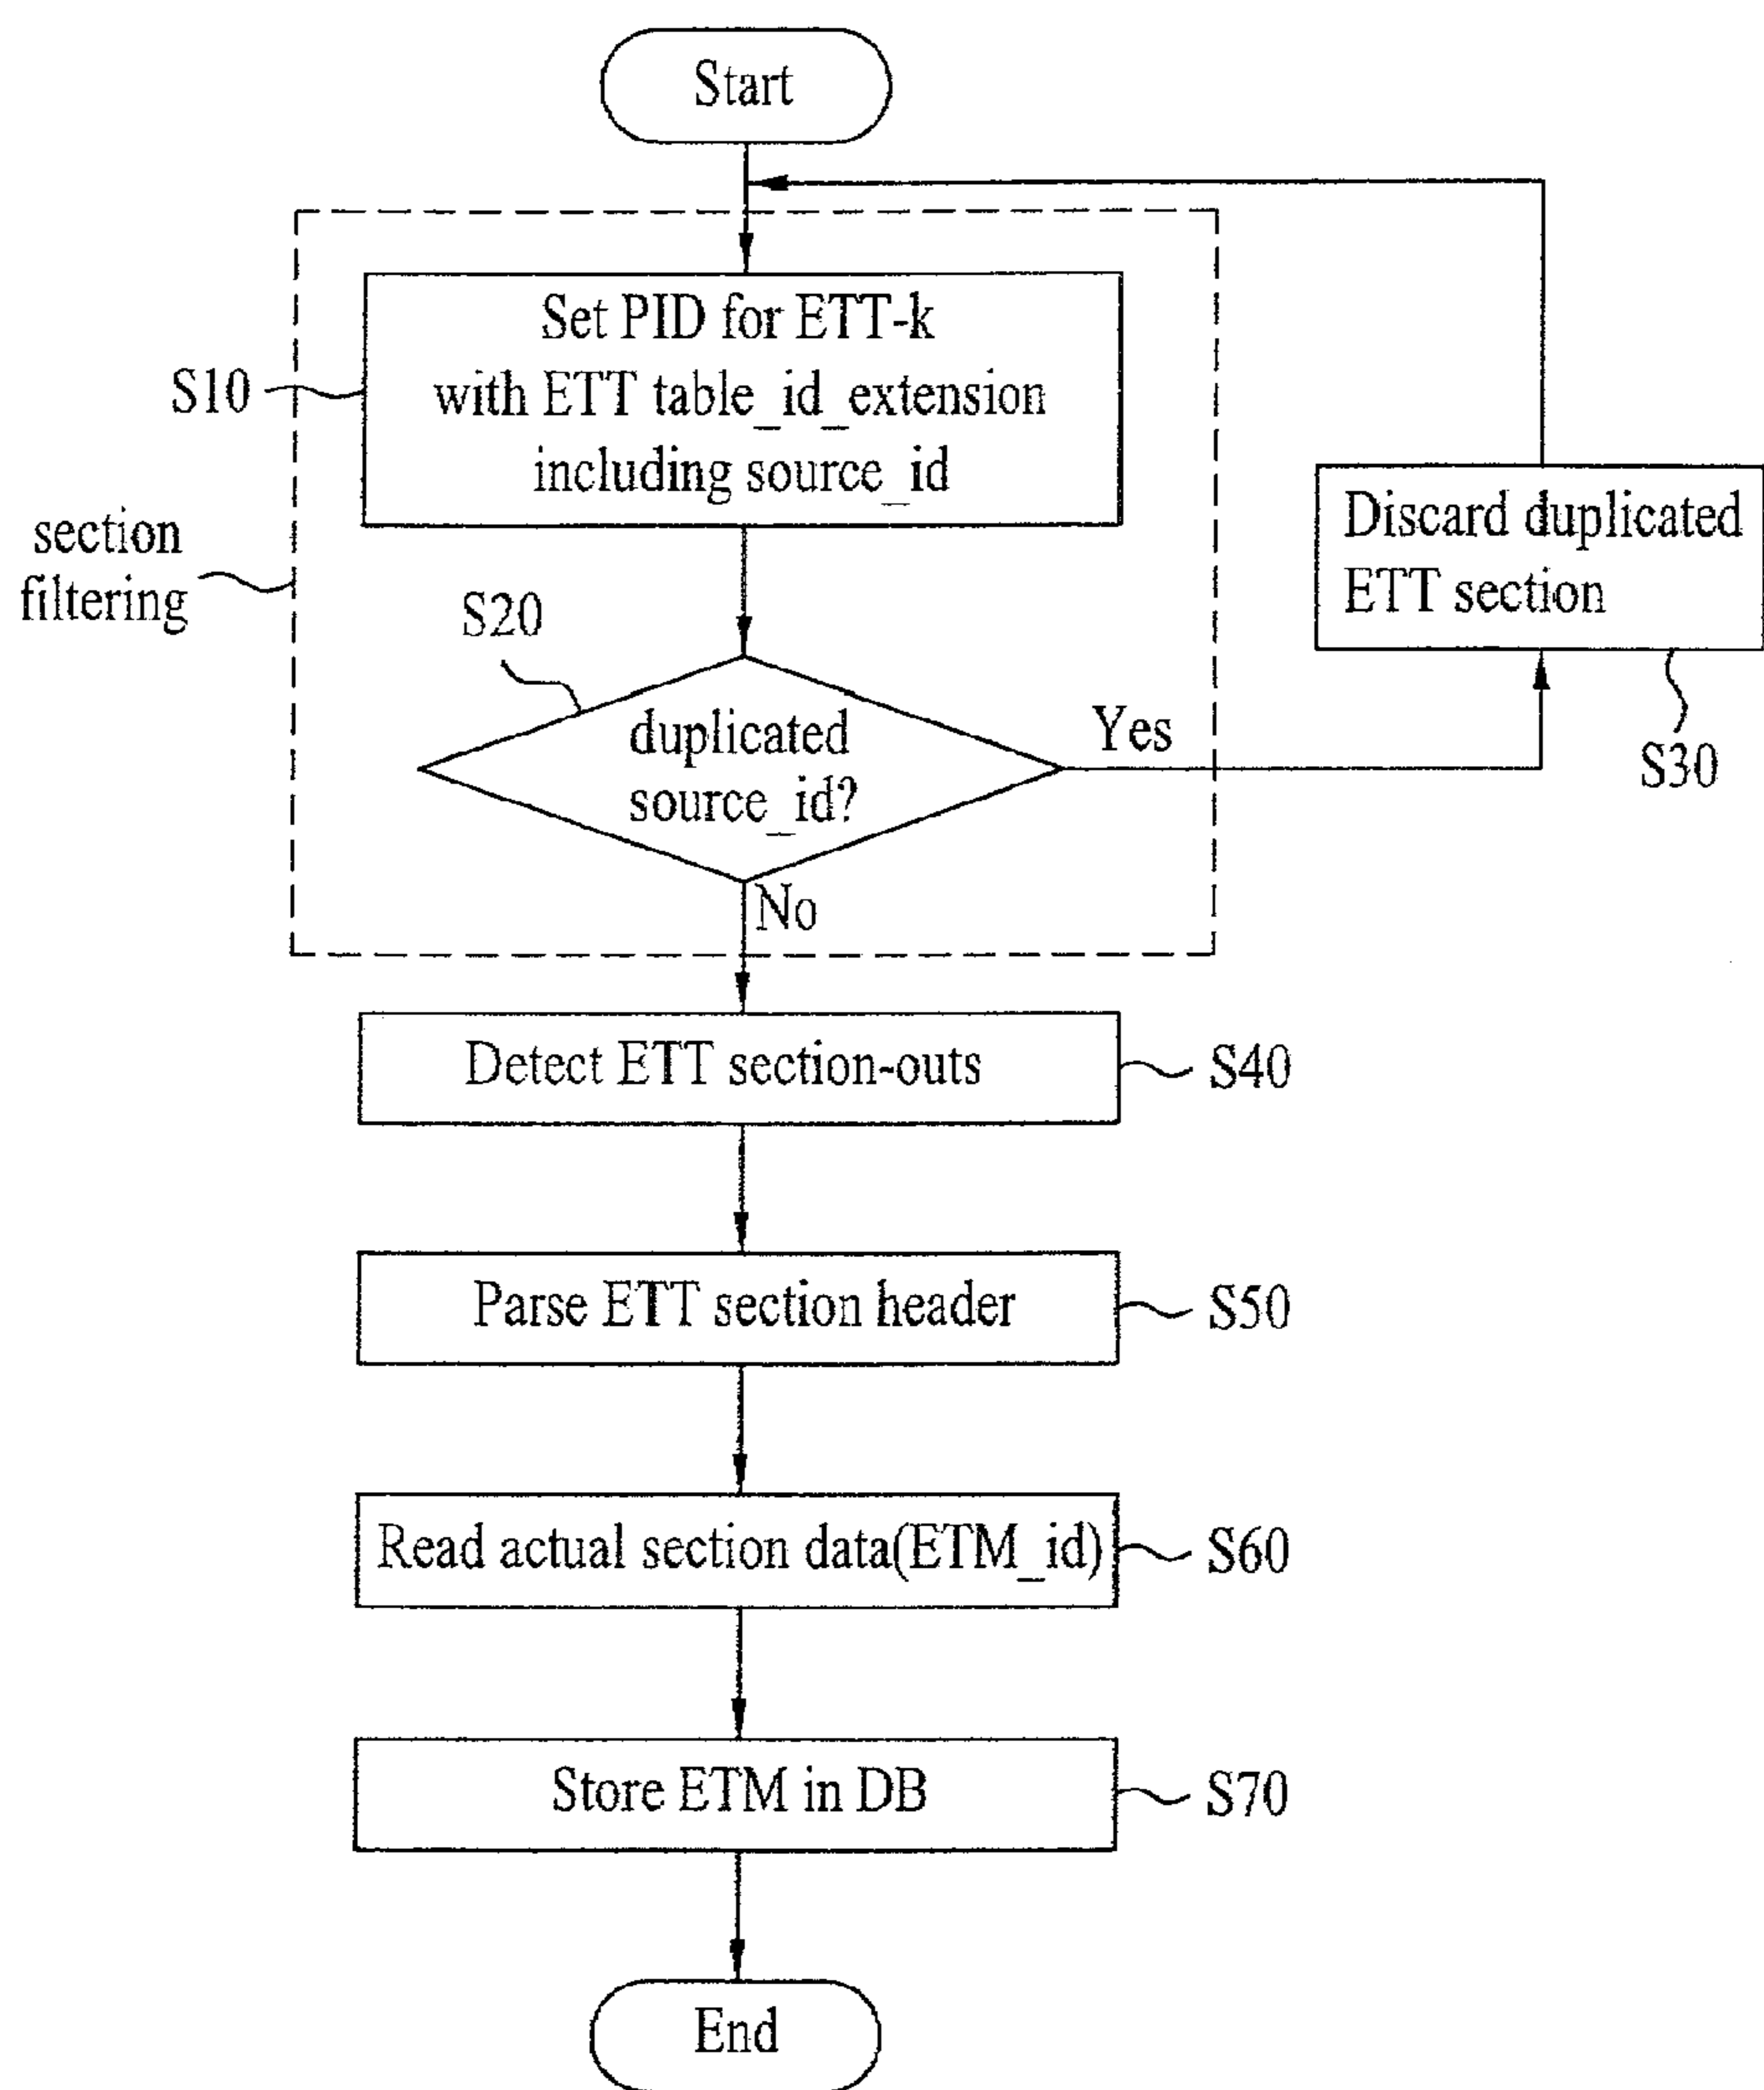 Start
Set PID for ETT-k
with ETT table_id_extension
including source_id
S10
section
filtering
Discard duplicated
ETT section
S30
S20
duplicated
source_id?
Yes
No
Detect ETT section-outs
S40
Parse ETT section header
S50
Read actual section data(ETM_id)
S60
Store ETM in DB
S70
End